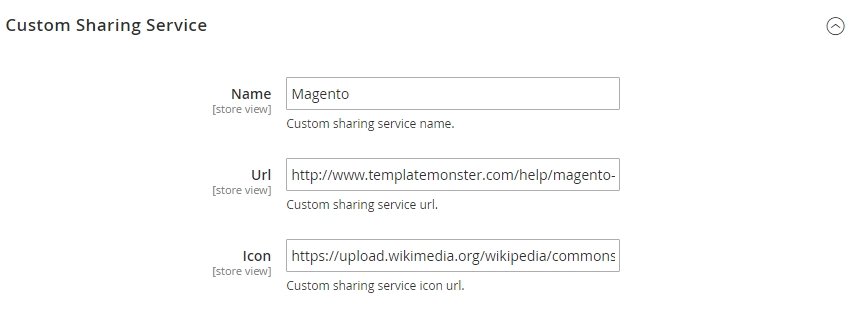 Custom Sharing Service
Name
Magento
[store view]
Custom sharing service name.
Url
http://www.templatemonster.com/help/magento-
[store view]
Custom sharing service url.
Icon
https://upload.wikimedia.org/wikipedia/commons
[store view]
Custom sharing service icon url.